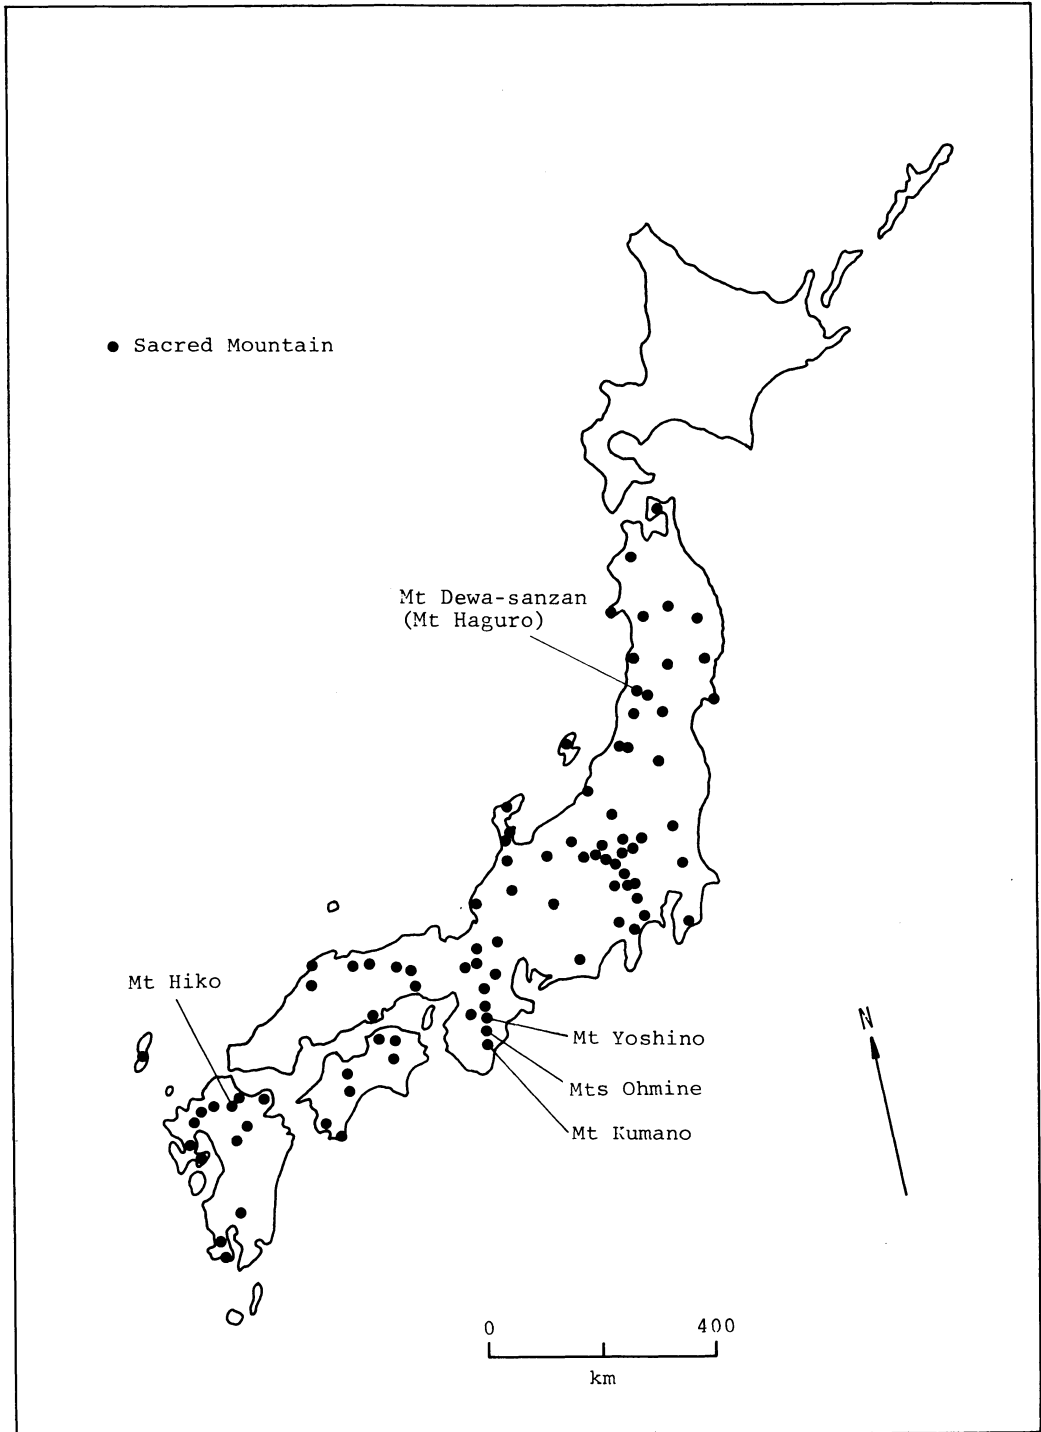 ● Sacred Mountain
Mt Dewa-sanzan
(Mt Haguro)
Mt Hiko
N
Mt Yoshino
Mts Ohmine
Mt Kumano
0 400
km